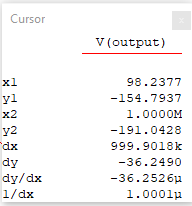 Cursor
V(output)
x1 98.2377
y1 -154.7937
x2 1.0000M
y2 -191.0428
dx 999.9018k
dy -36.2490
dy/dx -36.2526µ
1/dx 1.0001µ